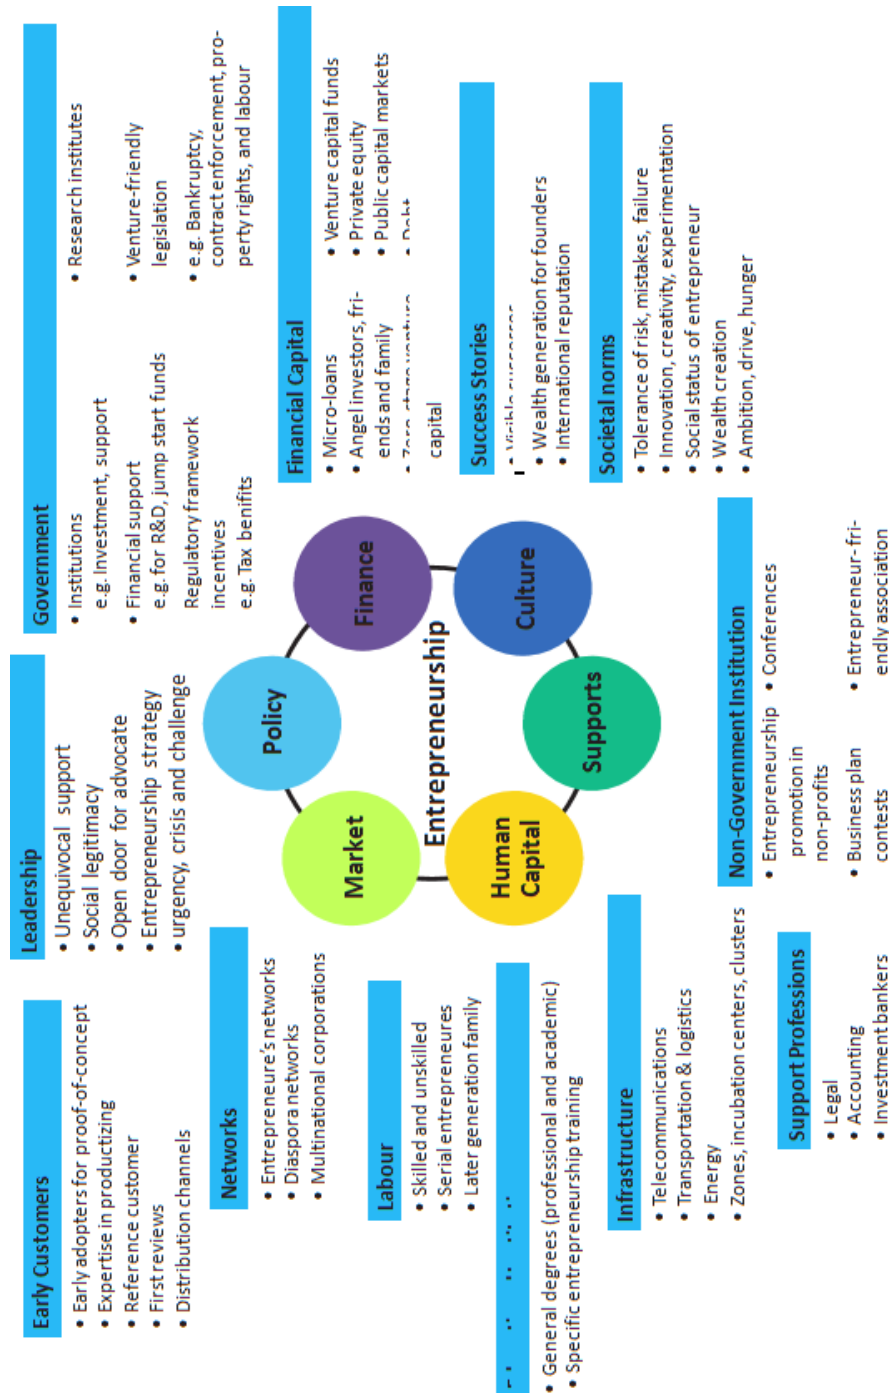 Early Customers
• Early adopters for proof-of-concept
• Expertise in productizing
• Reference customer
• First reviews
• Distribution channels
Leadership
• Unequivocal support
• Social legitimacy
• Open door for advocate
• Entrepreneurship strategy
• urgency, crisis and challenge
Government
• Institutions
e.g. Investment, support
• Financial support
e.g. for R&D, jump start funds
Regulatory framework
incentives
e.g. Tax benifits
• Research institutes
• Venture-friendly
legislation
• e.g. Bankruptcy,
contract enforcement, pro-
perty rights, and labour
Networks
• Entrepreneure's networks
• Diaspora networks
• Multinational corporations
Labour
• Skilled and unskilled
• Serial entrepreneures
• Later generation family
• General degrees (professional and academic)
• Specific entrepreneurship training
Policy
Market
Finance
Entrepreneurship
Human
Capital
Culture
Supports
Financial Capital
• Micro-loans
• Angel investors, fri-
ends and family
capital
• Venture capital funds
• Private equity
• Public capital markets
• Debt
Success Stories
• Visible successes
• Wealth generation for founders
• International reputation
Societal norms
• Tolerance of risk, mistakes, failure
• Innovation, creativity, experimentation
• Social status of entrepreneur
• Wealth creation
• Ambition, drive, hunger
Infrastructure
• Telecommunications
• Transportation & logistics
• Energy
• Zones, incubation centers, clusters
Support Professions
• Legal
• Accounting
• Investment bankers
Non-Government Institution
• Entrepreneurship
promotion in
non-profits
• Business plan
contests
• Conferences
• Entrepreneur-fri-
endly association